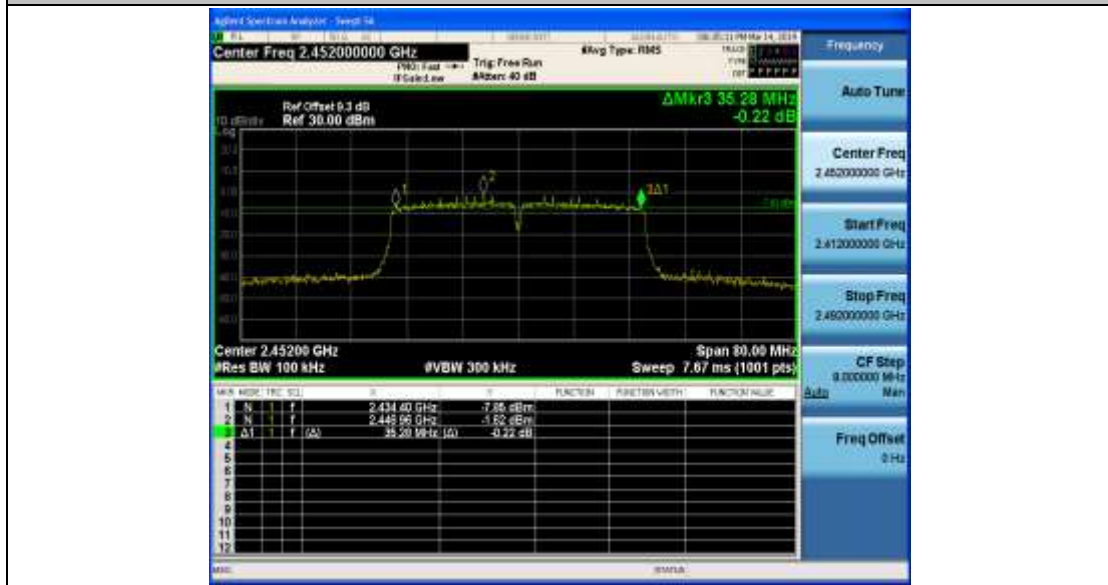 Agilent Spectrum Analyzer - Swept SA
Center Freq 2.452000000 GHz
PNO: Fast
IFGain:Low
Trig: Free Run
#Atten: 40 dB
#Avg Type: RMS
Ref Offset 9.3 dB
Ref 30.00 dBm
10 dB/div
Log
ΔMkr3 35.28 MHz
-0.22 dB
1
2
3Δ1
Center 2.45200 GHz
#Res BW 100 kHz
#VBW 300 kHz
Span 80.00 MHz
Sweep 7.67 ms (1001 pts)
MKR MODE TRC SCL X Y FUNCTION FUNCTION WIDTH FUNCTION VALUE
1 N 1 f 2.434 40 GHz -7.85 dBm
2 N 1 f
3 Δ1 1 f (Δ) 35.28 MHz (Δ) -0.22 dB
4
5
6
7
8
9
10
11
12
MSG
STATUS
Frequency
Auto Tune
Center Freq
2.452000000 GHz
Start Freq
2.412000000 GHz
Stop Freq
2.492000000 GHz
CF Step
8.000000 MHz
Auto Man
Freq Offset
0 Hz